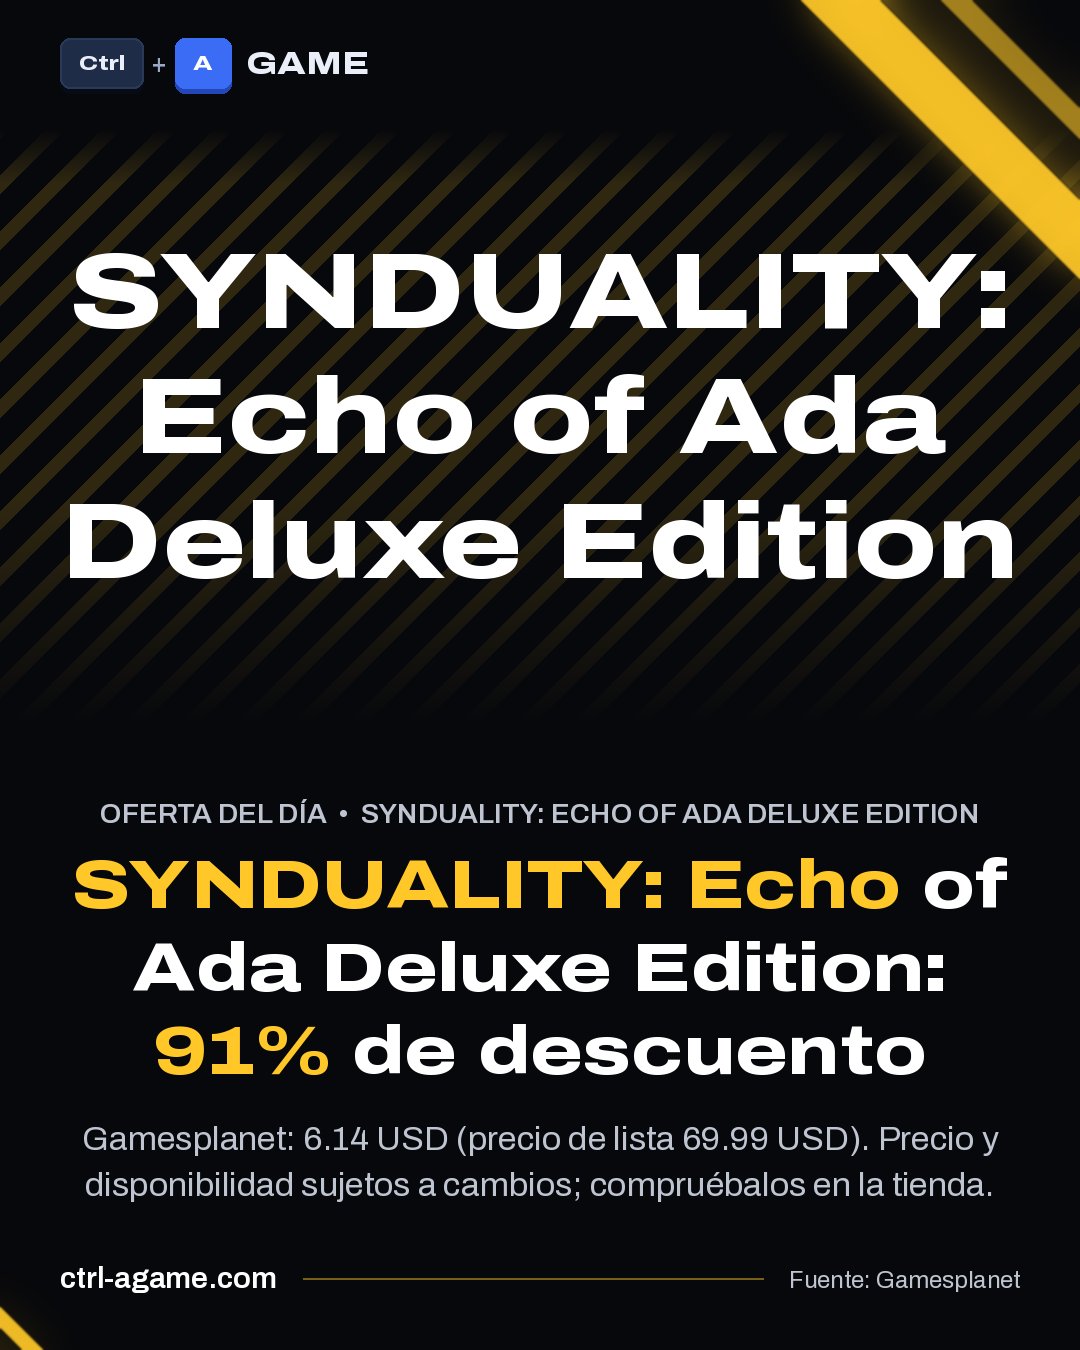 Ctrl + A GAME
SYNDUALITY:
Echo of Ada
Deluxe Edition
OFERTA DEL DÍA • SYNDUALITY: ECHO OF ADA DELUXE EDITION
SYNDUALITY: Echo of
Ada Deluxe Edition:
91% de descuento
Gamesplanet: 6.14 USD (precio de lista 69.99 USD). Precio y
disponibilidad sujetos a cambios; compruébalos en la tienda.
ctrl-agame.com
Fuente: Gamesplanet